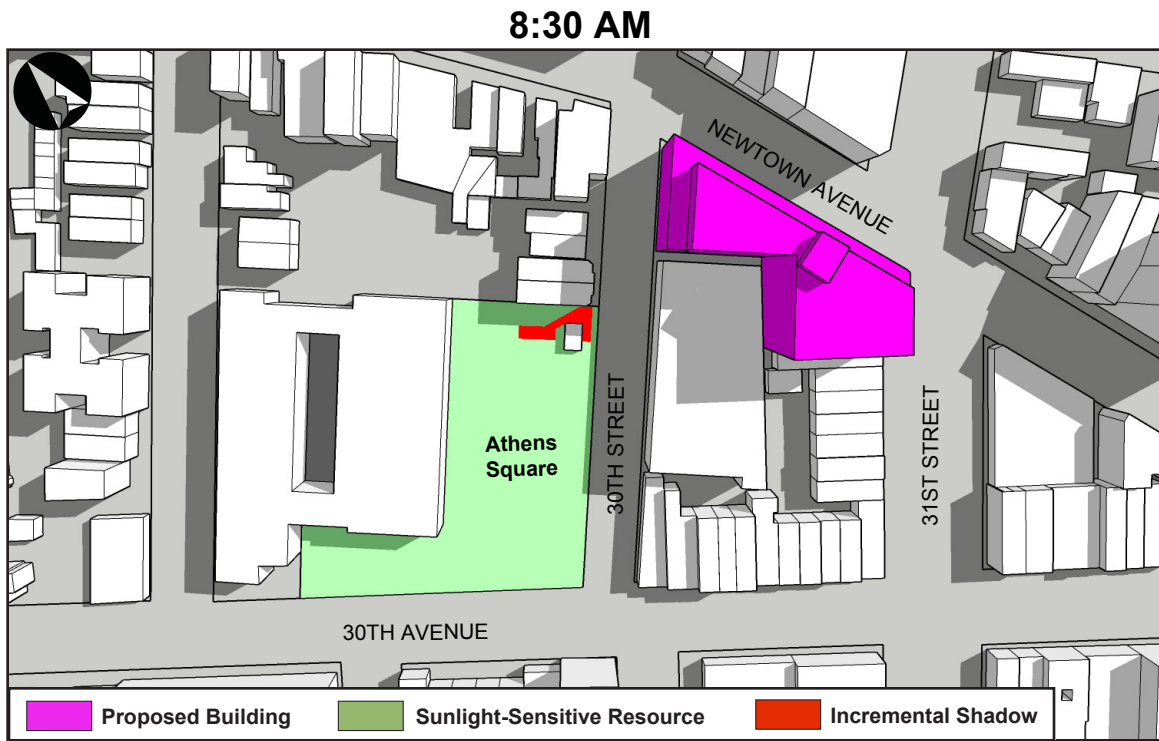 8:30 AM
NEWTOWN AVENUE
Athens
Square
30TH STREET
31ST STREET
30TH AVENUE
Proposed Building
Sunlight-Sensitive Resource
Incremental Shadow